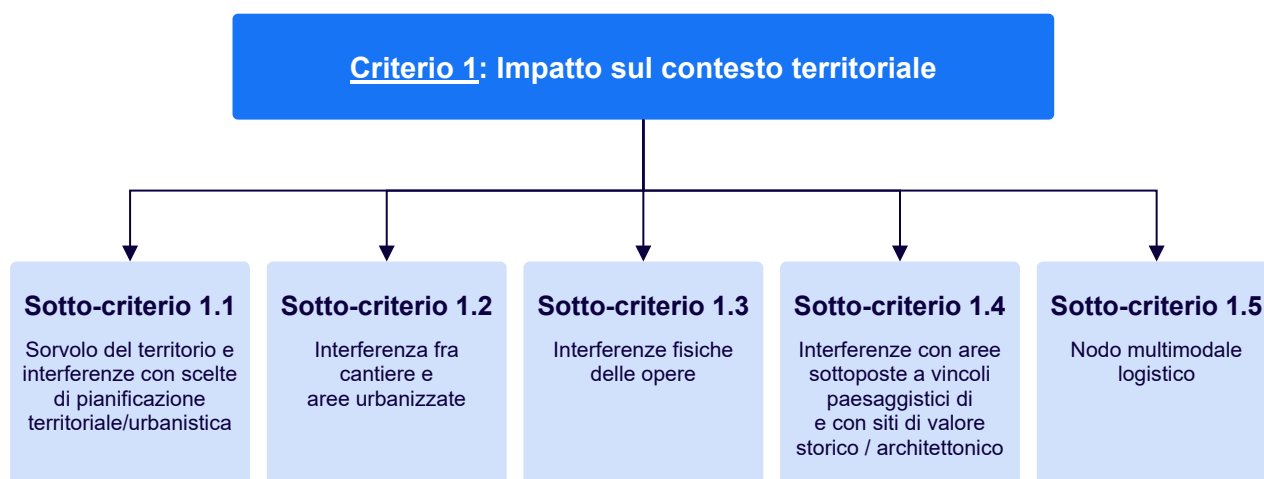 Criterio 1: Impatto sul contesto territoriale
Sotto-criterio 1.1
Sorvolo del territorio e
interferenze con scelte
di pianificazione
territoriale/urbanistica
Sotto-criterio 1.2
Interferenza fra
cantiere e
aree urbanizzate
Sotto-criterio 1.3
Interferenze fisiche
delle opere
Sotto-criterio 1.4
Interferenze con aree
sottoposte a vincoli
paesaggistici di
e con siti di valore
storico / architettonico
Sotto-criterio 1.5
Nodo multimodale
logistico